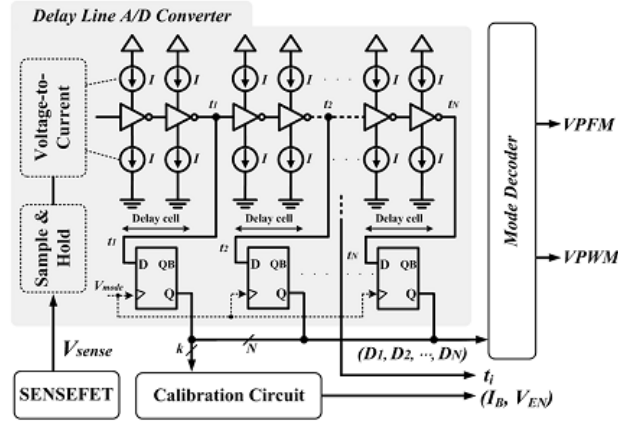 Delay Line A/D Converter
Voltage-to-
Current
Sample &
Hold
I I I I I I
t1 t2 tN
I I I I I I
Delay cell Delay cell Delay cell
t1 t2 tN
D QB D QB D QB
Vmode
Q Q Q
Vsense
k N
(D1, D2, ···, DN)
Mode Decoder
VPFM
VPWM
ti
SENSEFET
Calibration Circuit
(IB, VEN)